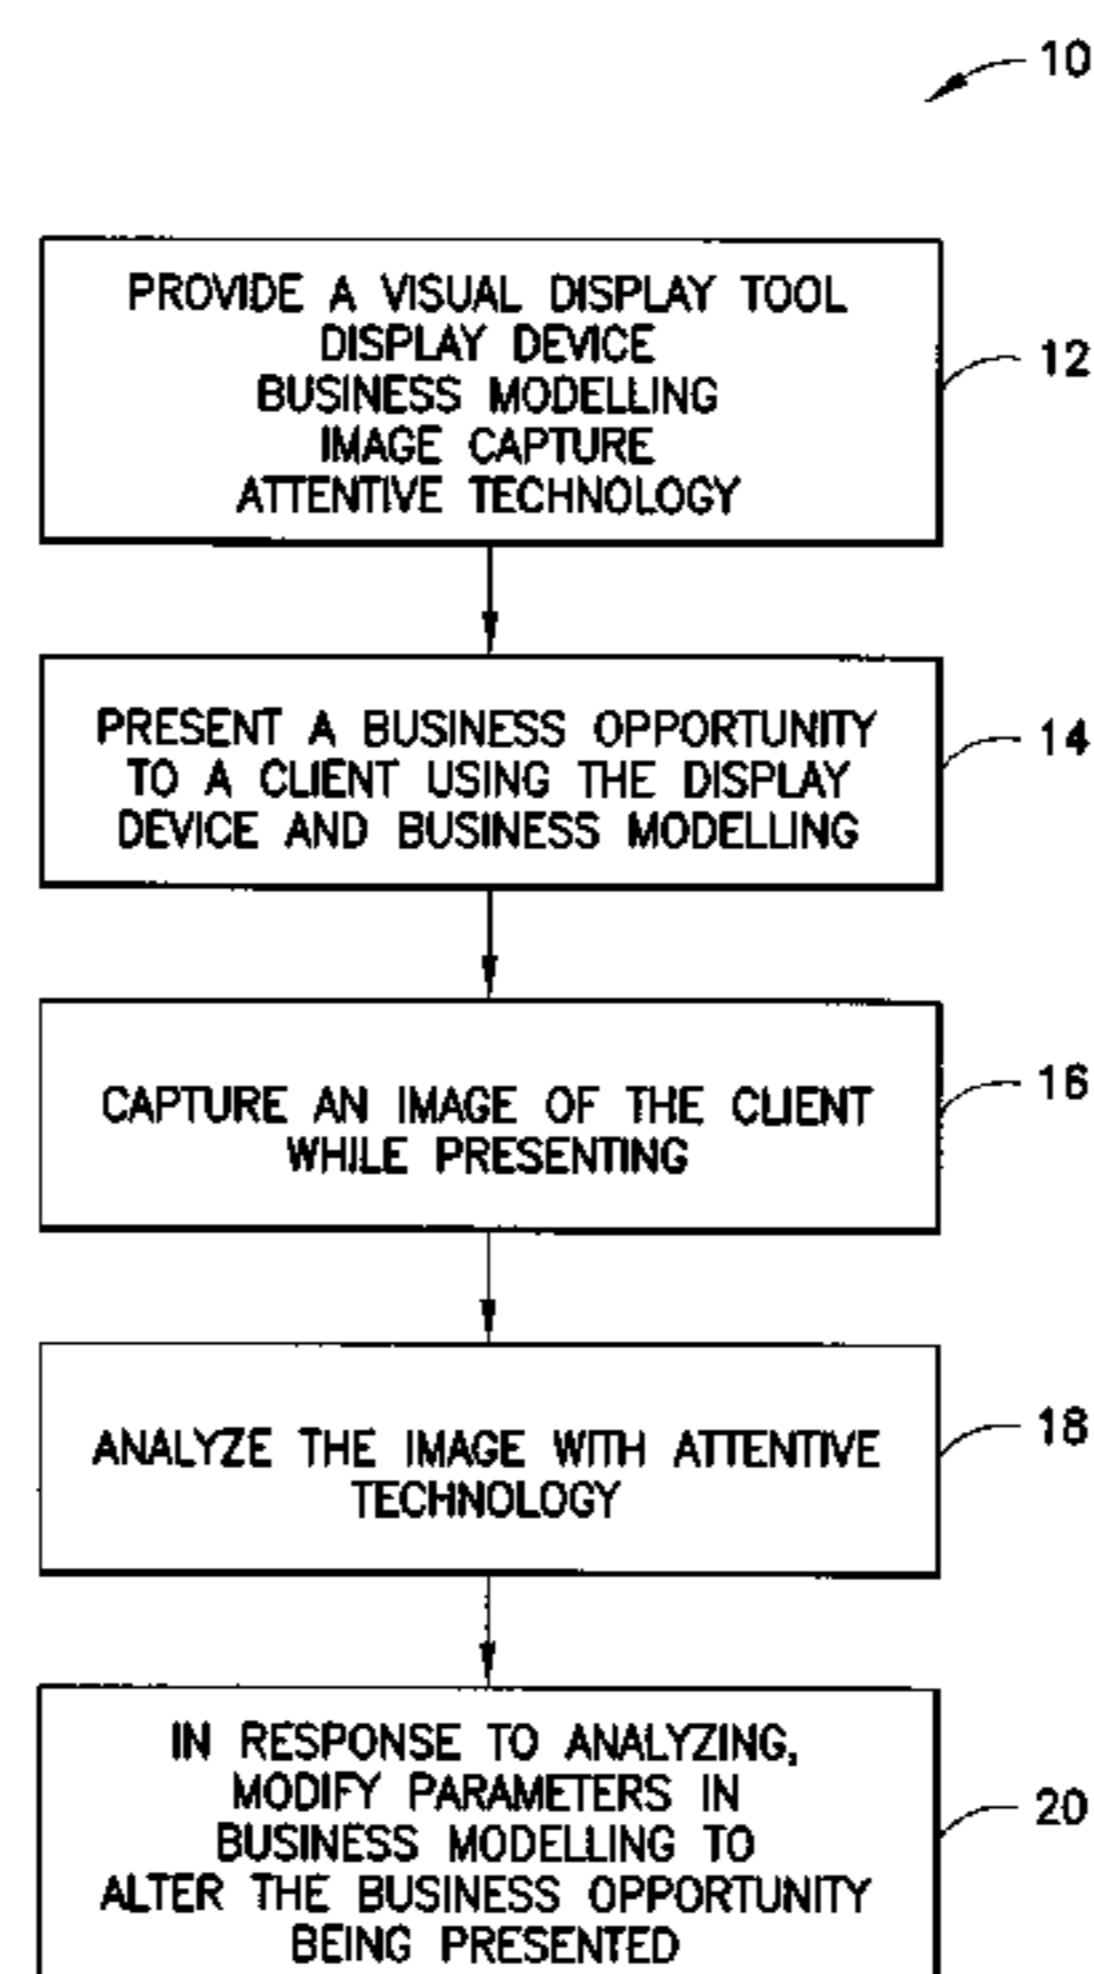 10
PROVIDE A VISUAL DISPLAY TOOL
DISPLAY DEVICE
BUSINESS MODELLING
IMAGE CAPTURE
ATTENTIVE TECHNOLOGY
12
PRESENT A BUSINESS OPPORTUNITY
TO A CLIENT USING THE DISPLAY
DEVICE AND BUSINESS MODELLING
14
CAPTURE AN IMAGE OF THE CLIENT
WHILE PRESENTING
16
ANALYZE THE IMAGE WITH ATTENTIVE
TECHNOLOGY
18
IN RESPONSE TO ANALYZING,
MODIFY PARAMETERS IN
BUSINESS MODELLING TO
ALTER THE BUSINESS OPPORTUNITY
BEING PRESENTED
20